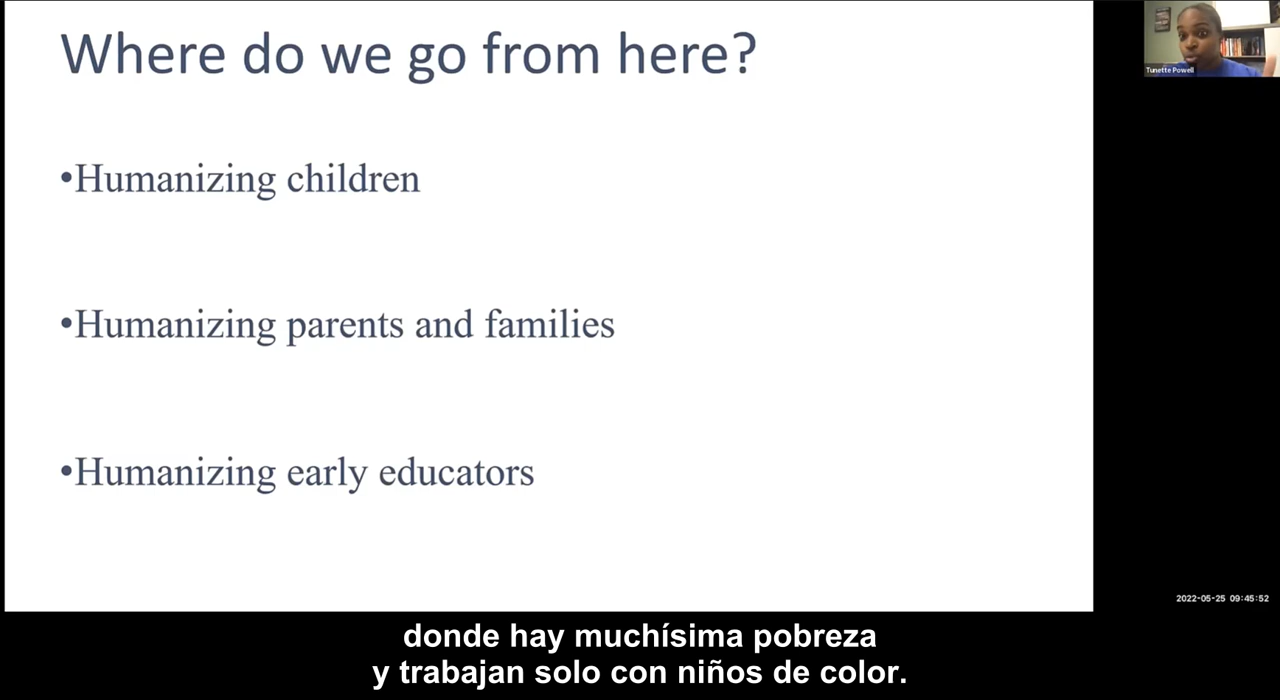 Where do we go from here?
•Humanizing children
•Humanizing parents and families
•Humanizing early educators
Tunette Powell
2022-05-25 09:45:52
donde hay muchísima pobreza
y trabajan solo con niños de color.